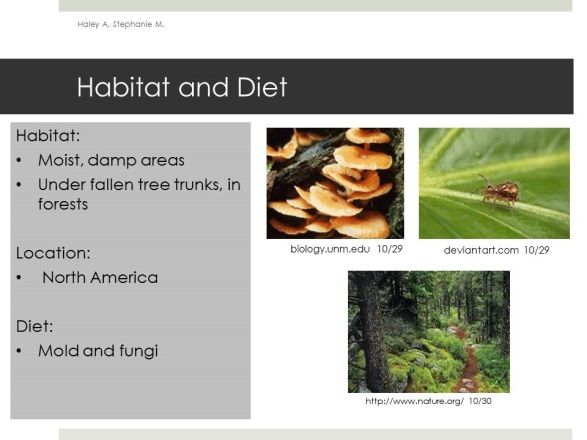 Haley A, Stephanie M.
Habitat and Diet
Habitat:
• Moist, damp areas
• Under fallen tree trunks, in
forests
Location:
• North America
Diet:
• Mold and fungi
biology.unm.edu 10/29
deviantart.com 10/29
http://www.nature.org/ 10/30